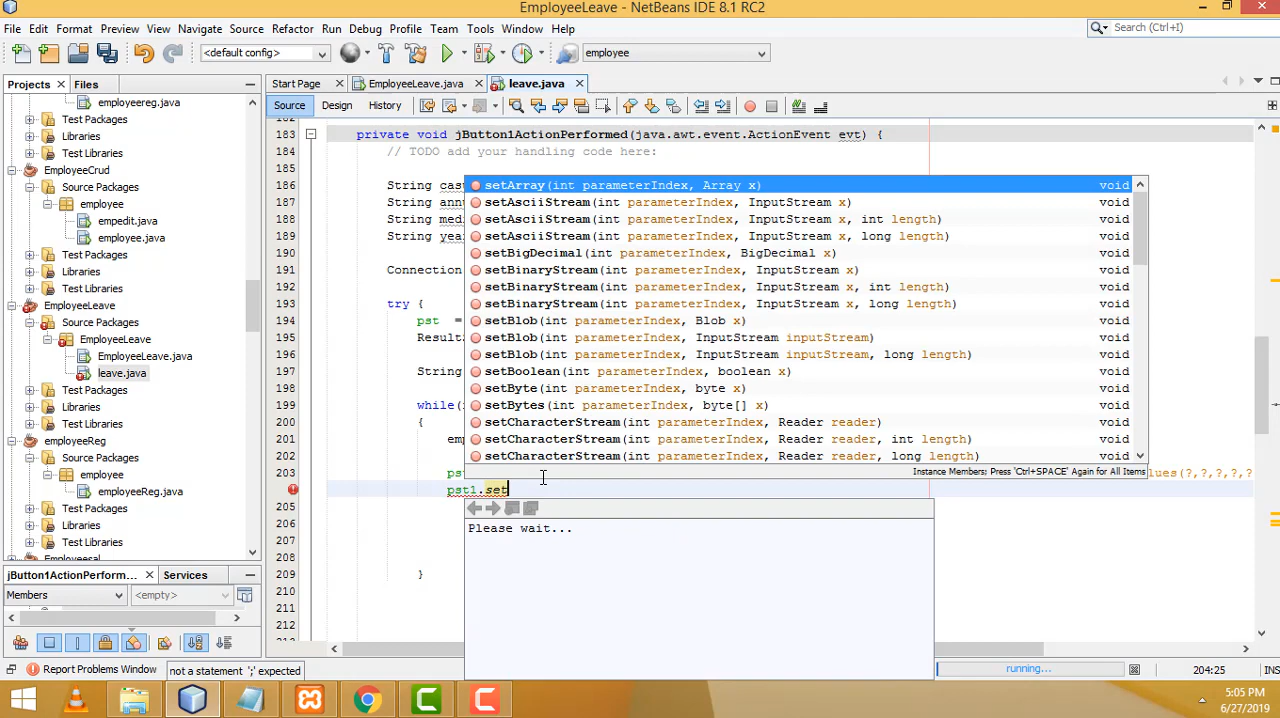 EmployeeLeave - NetBeans IDE 8.1 RC2
File Edit View Navigate Source Refactor Run Debug Profile Team Tools Window Help
Search (Ctrl+I)
<default config>
employee
Projects Files
Start Page EmployeeLeave.java leave.java
Source Design History
employeereg.java
Test Packages
Libraries
Test Libraries
EmployeeCrud
Source Packages
employee
empedit.java
employee.java
Test Packages
Libraries
Test Libraries
EmployeeLeave
Source Packages
EmployeeLeave
EmployeeLeave.java
leave.java
Test Packages
Libraries
Test Libraries
employeeReg
Source Packages
employee
employeeReg.java
Test Packages
Libraries
Test Libraries
jButton1ActionPerform... Services
Members <empty>
183 private void jButton1ActionPerformed(java.awt.event.ActionEvent evt) {
184 // TODO add your handling code here:
185
186 String cas
187 String ann
188 String med
189 String yea
190
191 Connection
192
193 try {
194 pst =
195 Resul
196
197 String
198
199 while(
200 {
201 em
202
203 ps alues(?,?,?,?,?
pst1.set
205
206
207
208
209 }
210
211
setArray(int parameterIndex, Array x) void
setAsciiStream(int parameterIndex, InputStream x) void
setAsciiStream(int parameterIndex, InputStream x, int length) void
setAsciiStream(int parameterIndex, InputStream x, long length) void
setBigDecimal(int parameterIndex, BigDecimal x) void
setBinaryStream(int parameterIndex, InputStream x) void
setBinaryStream(int parameterIndex, InputStream x, int length) void
setBinaryStream(int parameterIndex, InputStream x, long length) void
setBlob(int parameterIndex, Blob x) void
setBlob(int parameterIndex, InputStream inputStream) void
setBlob(int parameterIndex, InputStream inputStream, long length) void
setBoolean(int parameterIndex, boolean x) void
setByte(int parameterIndex, byte x) void
setBytes(int parameterIndex, byte[] x) void
setCharacterStream(int parameterIndex, Reader reader) void
setCharacterStream(int parameterIndex, Reader reader, int length) void
setCharacterStream(int parameterIndex, Reader reader, long length) void
Instance Members: Press 'Ctrl+SPACE' Again for All Items
Please wait...
Report Problems Window not a statement ';' expected
running... 204:25 INS
5:05 PM
6/27/2019